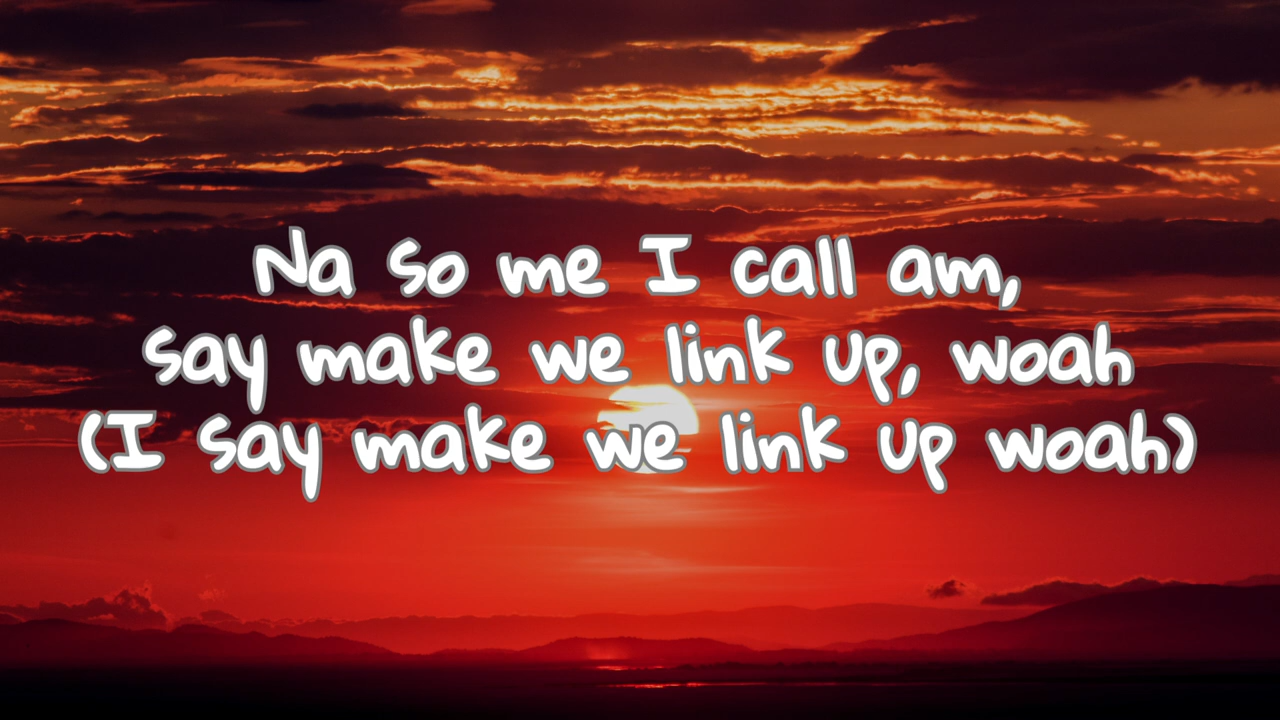 Na so me I call am,
say make we link up, woah
(I say make we link up woah)